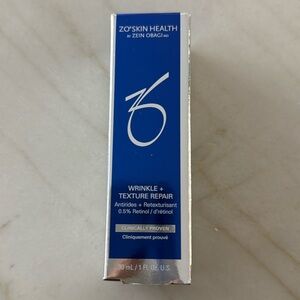 ZO® SKIN HEALTH
BY ZEIN OBAGI MD
WRINKLE +
TEXTURE REPAIR
Antirides + Retexturisant
0.5% Retinol / d'rétinol
CLINICALLY PROVEN
Cliniquement prouvé
30 mL / 1 FL. OZ. U.S.